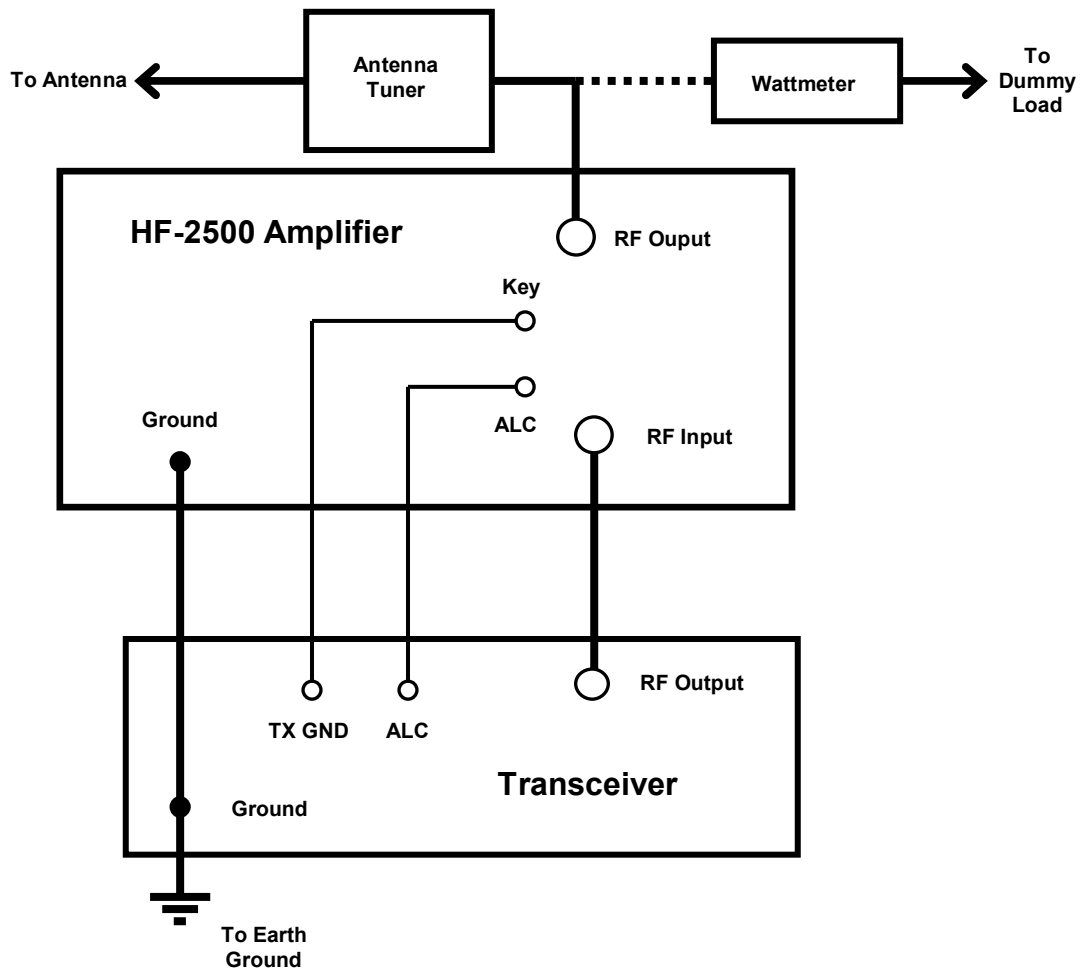 To Antenna
Antenna
Tuner
Wattmeter
To
Dummy
Load
HF-2500 Amplifier
RF Ouput
Key
ALC
Ground
RF Input
TX GND
ALC
RF Output
Transceiver
Ground
To Earth
Ground